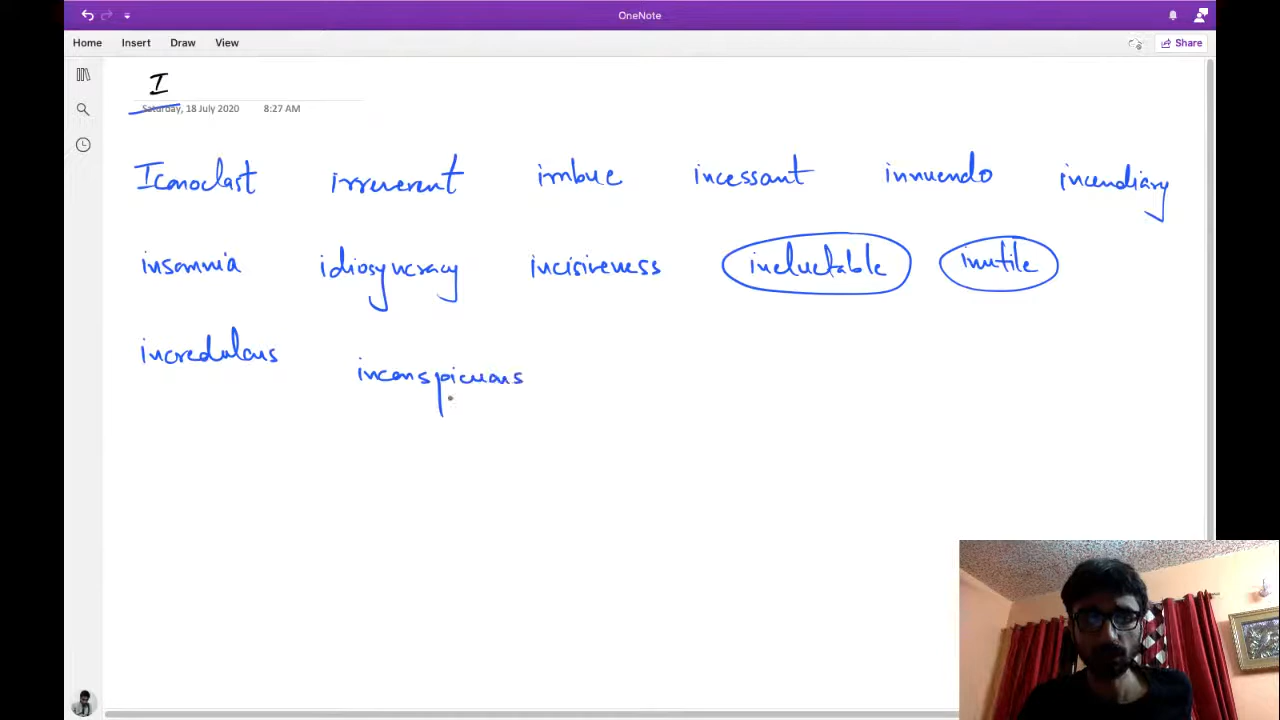 OneNote
Home Insert Draw View Share
I
Saturday, 18 July 2020 8:27 AM
Iconoclast irreverent imbue incessant innuendo incendiary
insomnia idiosyncracy incisiveness ineluctable inutile
incredulous inconspicuous